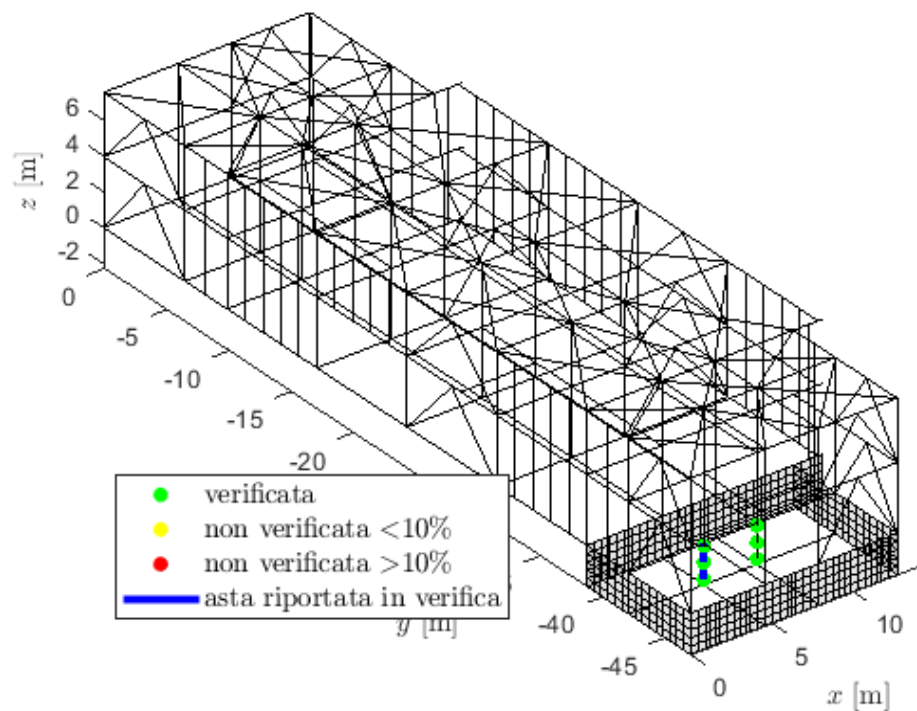 6
4
2
0
-2
z [m]
0
-5
-10
-15
-20
-40
-45
y [m]
verificata
non verificata <10%
non verificata >10%
asta riportata in verifica
0
5
10
x [m]